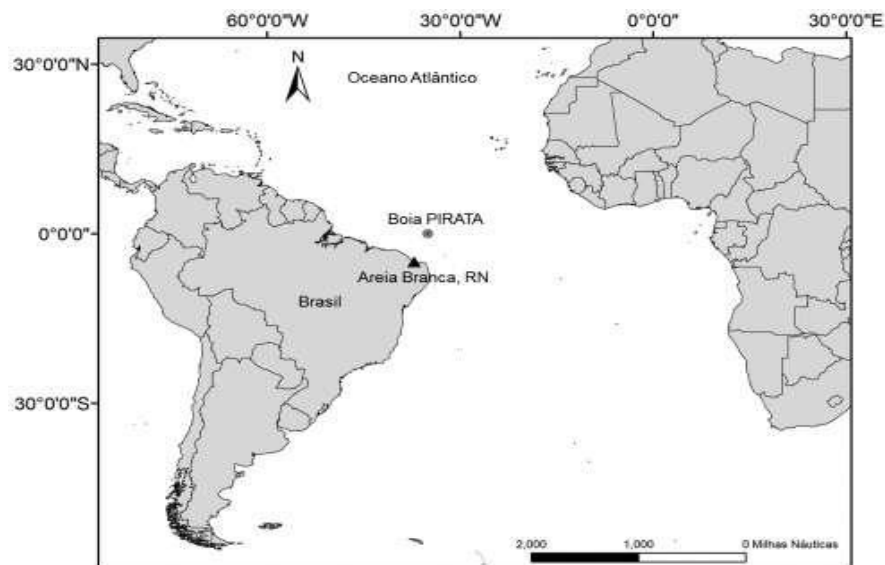 60°0'0"W 30°0'0"W 0°0'0" 30°0'0"E
30°0'0"N
N
Oceano Atlântico
Boia PIRATA
0°0'0"
Areia Branca, RN
Brasil
30°0'0"S
2,000 1,000 0 Milhas Náuticas